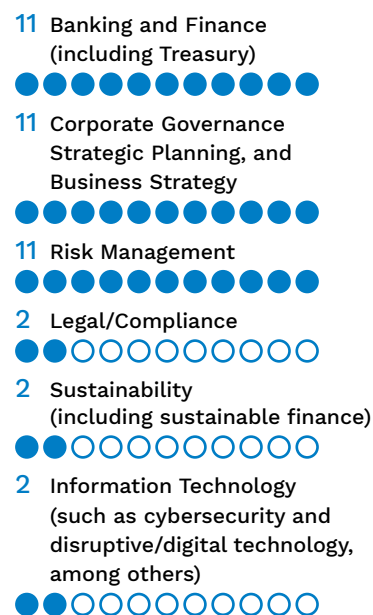 11 Banking and Finance
(including Treasury)
11 Corporate Governance
Strategic Planning, and
Business Strategy
11 Risk Management
2 Legal/Compliance
2 Sustainability
(including sustainable finance)
2 Information Technology
(such as cybersecurity and
disruptive/digital technology,
among others)